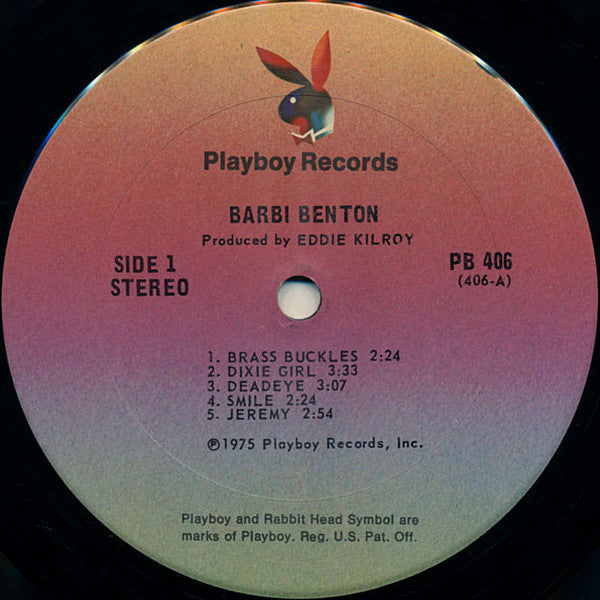 Playboy Records
BARBI BENTON
Produced by EDDIE KILROY
SIDE 1
STEREO
PB 406
(406-A)
1. BRASS BUCKLES 2:24
2. DIXIE GIRL 3:33
3. DEADEYE 3:07
4. SMILE 2:24
5. JEREMY 2:54
℗1975 Playboy Records, Inc.
Playboy and Rabbit Head Symbol are
marks of Playboy. Reg. U.S. Pat. Off.